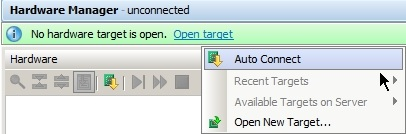 Hardware Manager - unconnected
No hardware target is open. Open target
Hardware
Auto Connect
Recent Targets
Available Targets on Server
Open New Target...